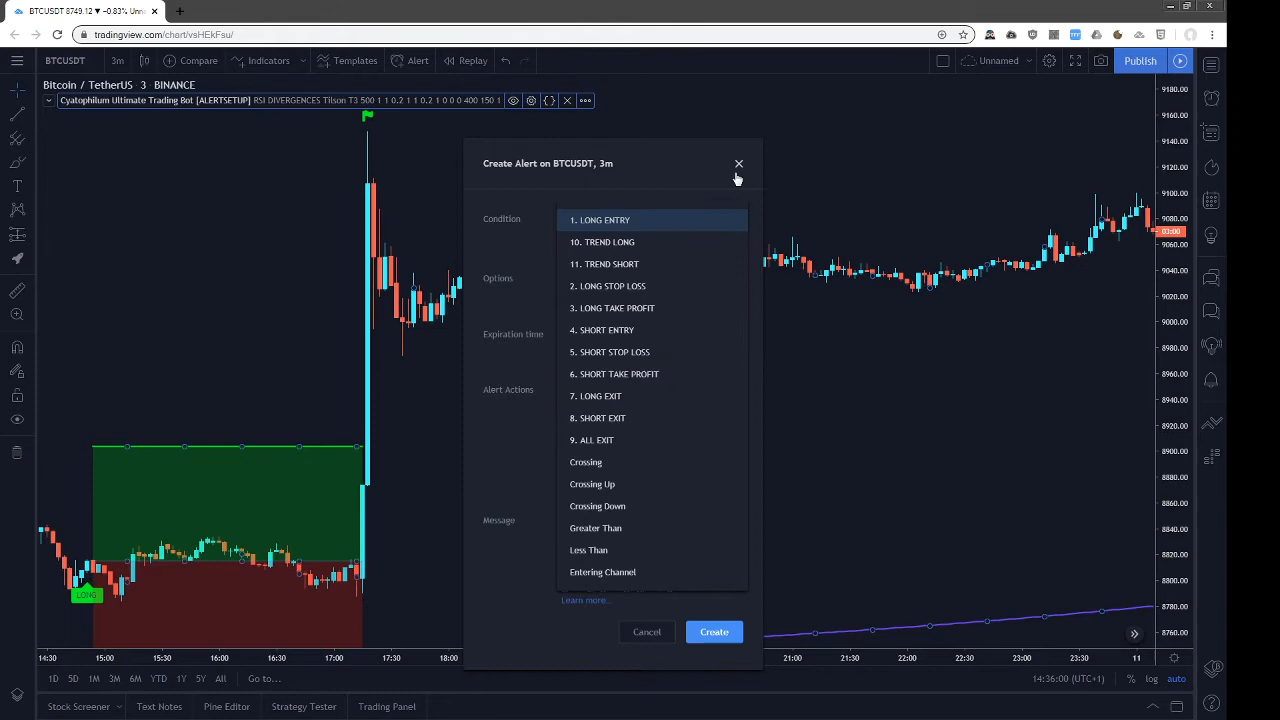 BTCUSDT 8749.12 ▼ −0.83% Unna
tradingview.com/chart/vsHEkFsu/
BTCUSDT 3m Compare Indicators Templates Alert Replay Unnamed Publish
Bitcoin / TetherUS 3 BINANCE
Cyatophilum Ultimate Trading Bot [ALERTSETUP] RSI DIVERGENCES Tilson T3 500 1 1 0.2 1 1 0.2 1 0 0 0 400 150 1
Create Alert on BTCUSDT, 3m
Condition
Options
Expiration time
Alert Actions
Message
1. LONG ENTRY
10. TREND LONG
11. TREND SHORT
2. LONG STOP LOSS
3. LONG TAKE PROFIT
4. SHORT ENTRY
5. SHORT STOP LOSS
6. SHORT TAKE PROFIT
7. LONG EXIT
8. SHORT EXIT
9. ALL EXIT
Crossing
Crossing Up
Crossing Down
Greater Than
Less Than
Entering Channel
Learn more...
Cancel Create
LONG
9180.00
9160.00
9140.00
9120.00
9100.00
9080.00
9060.00
9040.00
9020.00
9000.00
8980.00
8960.00
8940.00
8920.00
8900.00
8880.00
8860.00
8840.00
8820.00
8800.00
8780.00
8760.00
03:00
14:30 15:00 15:30 16:00 16:30 17:00 17:30 18:00 21:00 21:30 22:00 22:30 23:00 23:30 11
1D 5D 1M 3M 6M YTD 1Y 5Y All Go to... 14:36:00 (UTC+1) % log auto
Stock Screener Text Notes Pine Editor Strategy Tester Trading Panel